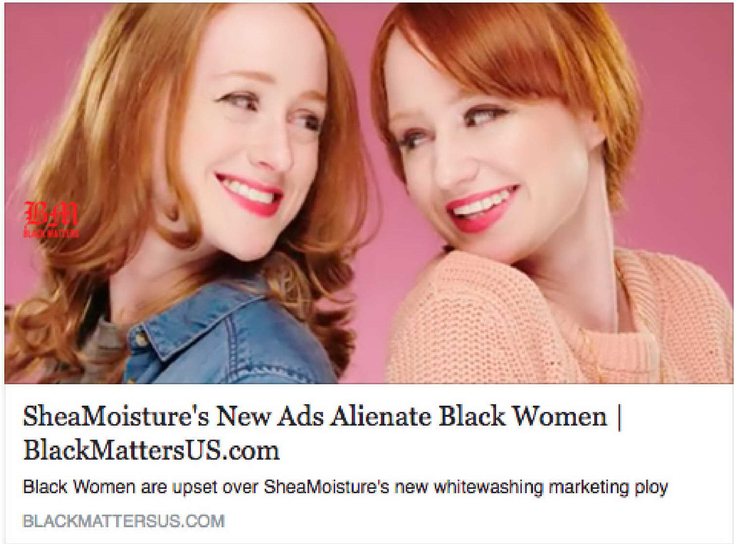 BM
BLACK MATTERS
SheaMoisture's New Ads Alienate Black Women |
BlackMattersUS.com
Black Women are upset over SheaMoisture's new whitewashing marketing ploy
BLACKMATTERSUS.COM